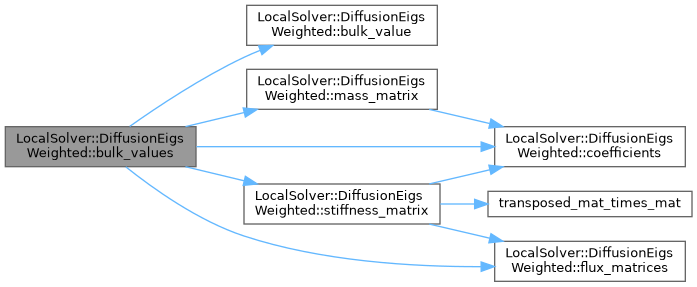 LocalSolver::DiffusionEigs
Weighted::bulk_value
LocalSolver::DiffusionEigs
Weighted::mass_matrix
LocalSolver::DiffusionEigs
Weighted::bulk_values
LocalSolver::DiffusionEigs
Weighted::coefficients
LocalSolver::DiffusionEigs
Weighted::stiffness_matrix
transposed_mat_times_mat
LocalSolver::DiffusionEigs
Weighted::flux_matrices